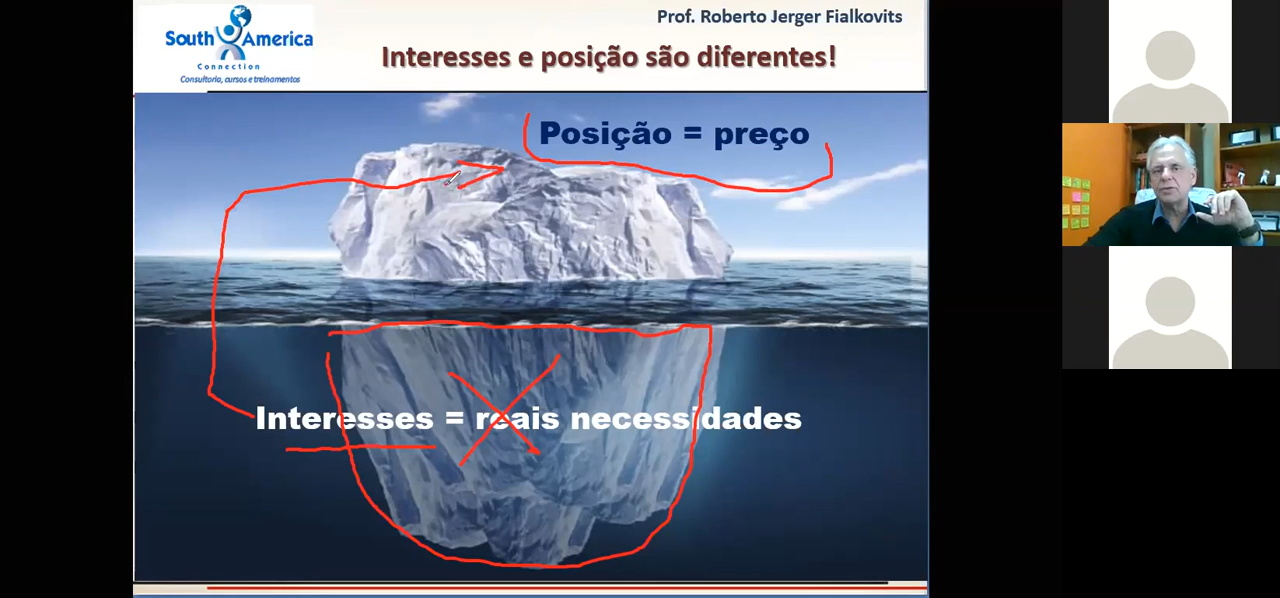 Prof. Roberto Jerger Fialkovits
South America
Connection
Consultoria, cursos e treinamentos
Interesses e posição são diferentes!
Posição = preço
Interesses = reais necessidades